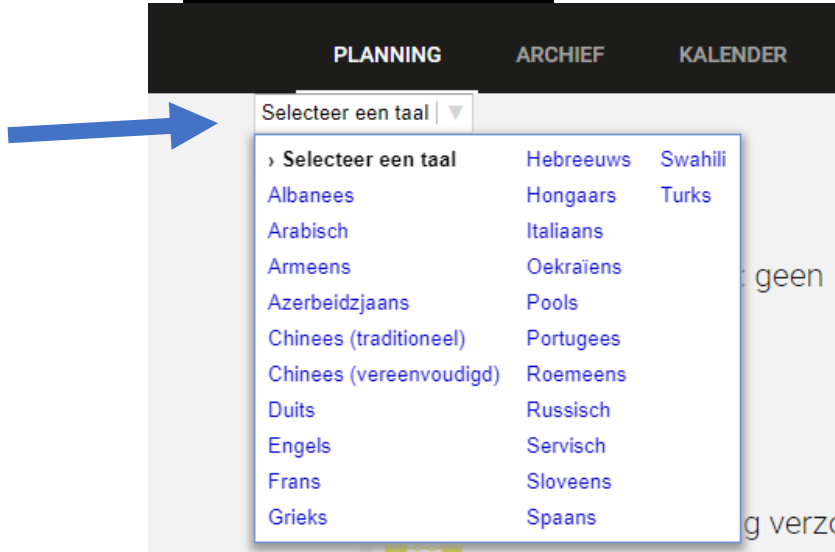 PLANNING ARCHIEF KALENDER
Selecteer een taal ▼
› Selecteer een taal
Albanees
Arabisch
Armeens
Azerbeidzjaans
Chinees (traditioneel)
Chinees (vereenvoudigd)
Duits
Engels
Frans
Grieks
Hebreeuws
Hongaars
Italiaans
Oekraïens
Pools
Portugees
Roemeens
Russisch
Servisch
Sloveens
Spaans
Swahili
Turks
: geen
g